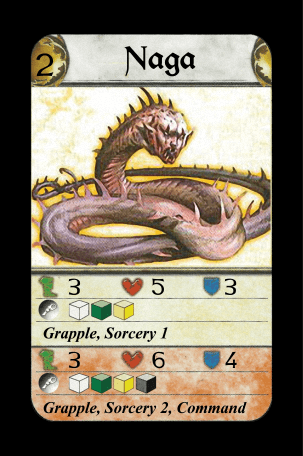 Naga
2
3 5 3
Grapple, Sorcery 1
3 6 4
Grapple, Sorcery 2, Command